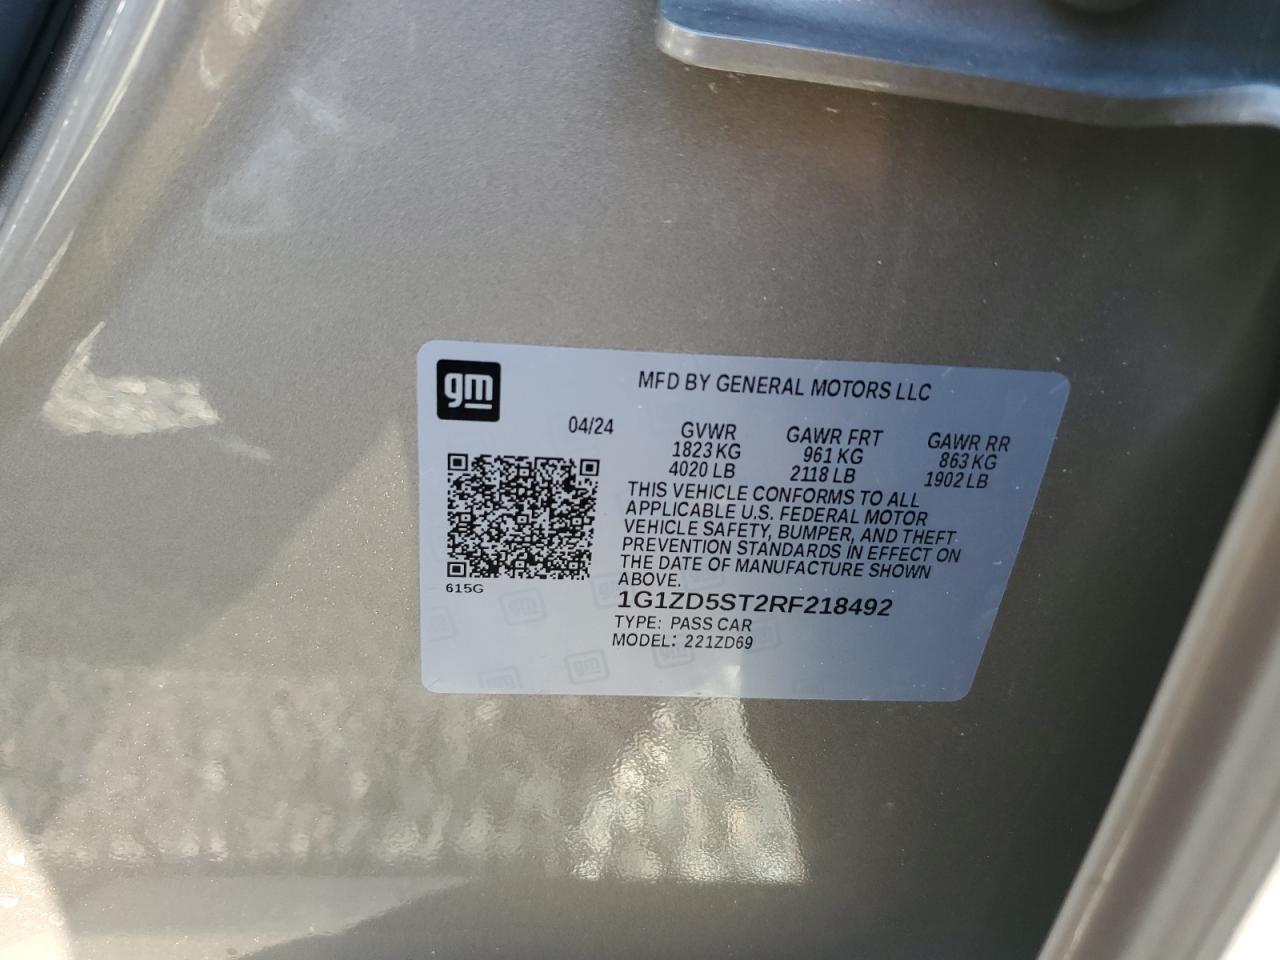 gm
MFD BY GENERAL MOTORS LLC
04/24
GVWR
1823 KG
4020 LB
GAWR FRT
961 KG
2118 LB
GAWR RR
863 KG
1902 LB
THIS VEHICLE CONFORMS TO ALL
APPLICABLE U.S. FEDERAL MOTOR
VEHICLE SAFETY, BUMPER, AND THEFT
PREVENTION STANDARDS IN EFFECT ON
THE DATE OF MANUFACTURE SHOWN
ABOVE.
615G
1G1ZD5ST2RF218492
TYPE: PASS CAR
MODEL: 221ZD69